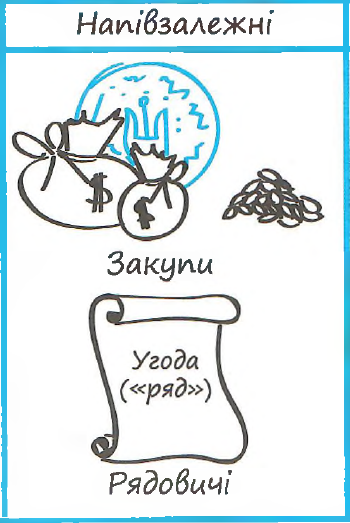 Напівзалежні
$
$
Закупи
Угода
(«ряд»)
Рядовичі